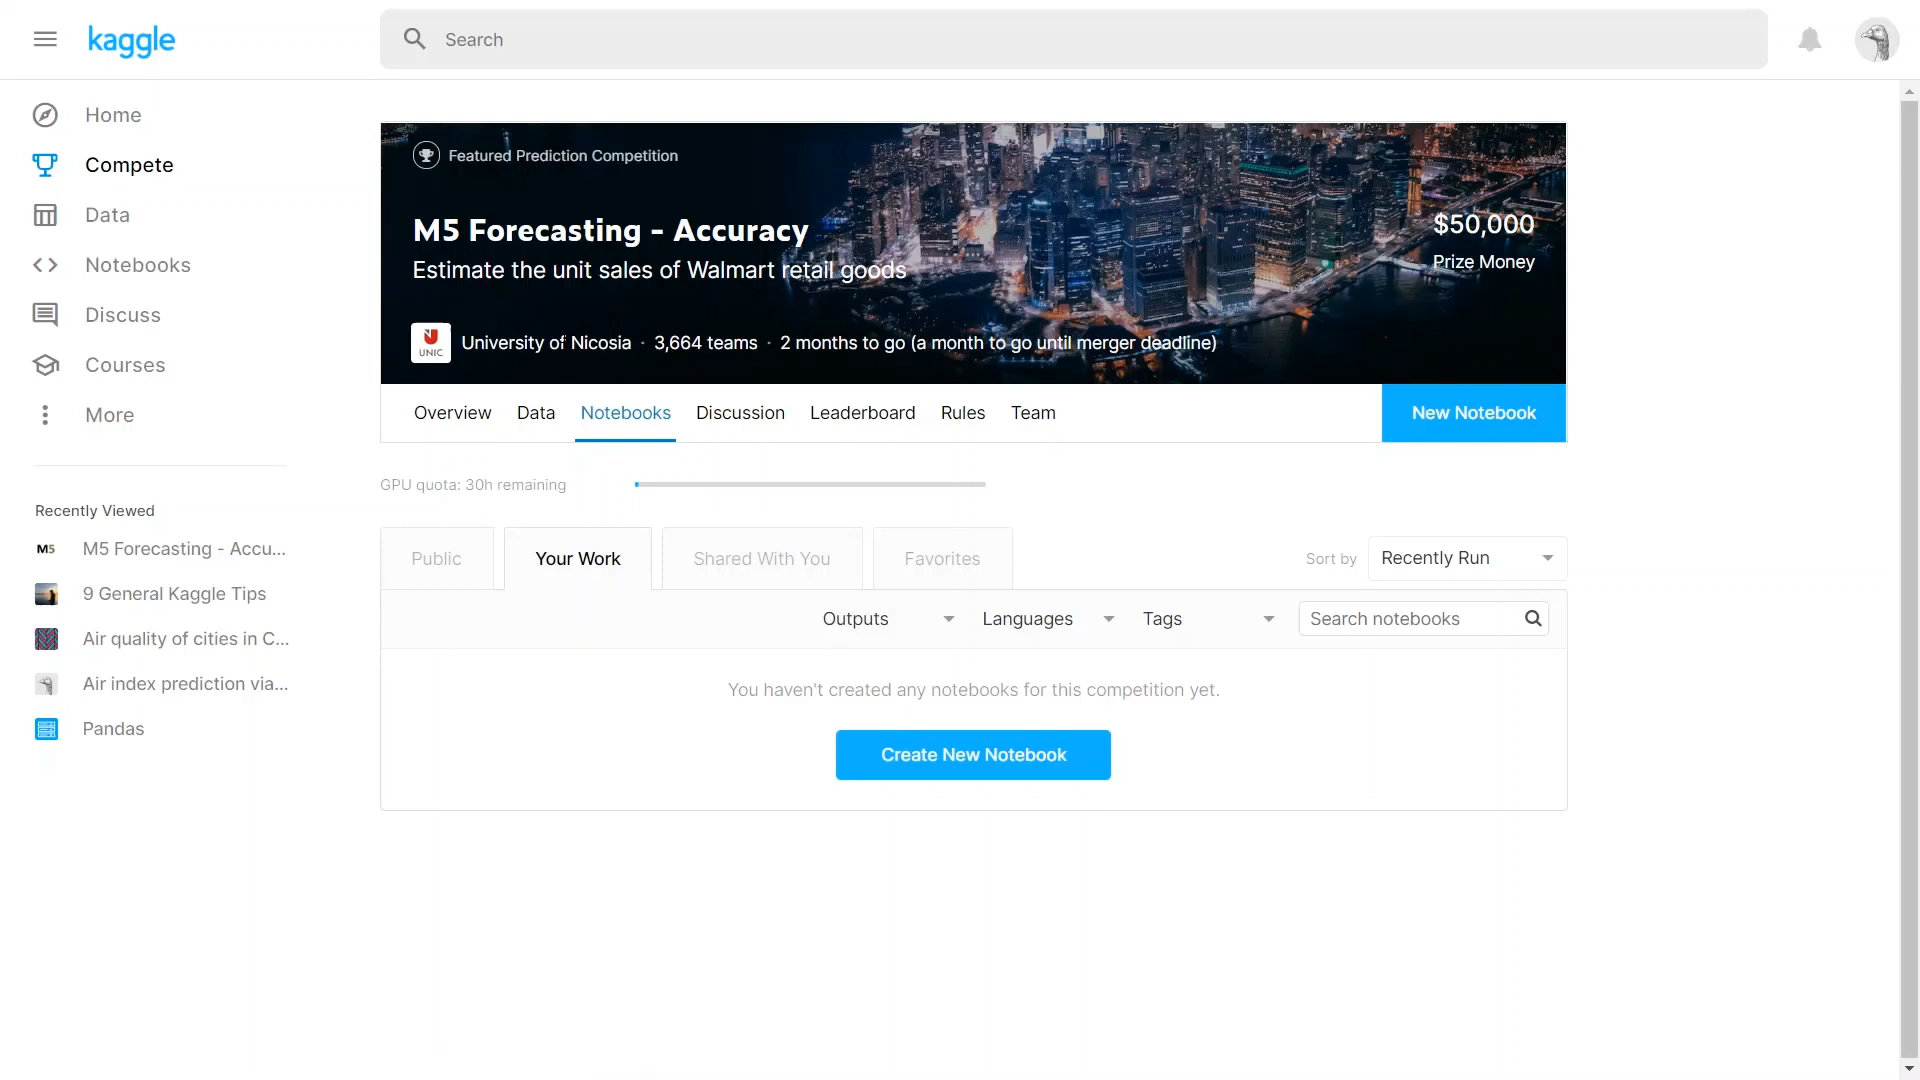 kaggle
Search
Home
Compete
Data
Notebooks
Discuss
Courses
More
Recently Viewed
M5 M5 Forecasting - Accu...
9 General Kaggle Tips
Air quality of cities in C...
Air index prediction via...
Pandas
Featured Prediction Competition
M5 Forecasting - Accuracy
Estimate the unit sales of Walmart retail goods
$50,000
Prize Money
UNIC
University of Nicosia · 3,664 teams · 2 months to go (a month to go until merger deadline)
Overview Data Notebooks Discussion Leaderboard Rules Team
New Notebook
GPU quota: 30h remaining
Public Your Work Shared With You Favorites
Sort by Recently Run
Outputs Languages Tags Search notebooks
You haven't created any notebooks for this competition yet.
Create New Notebook